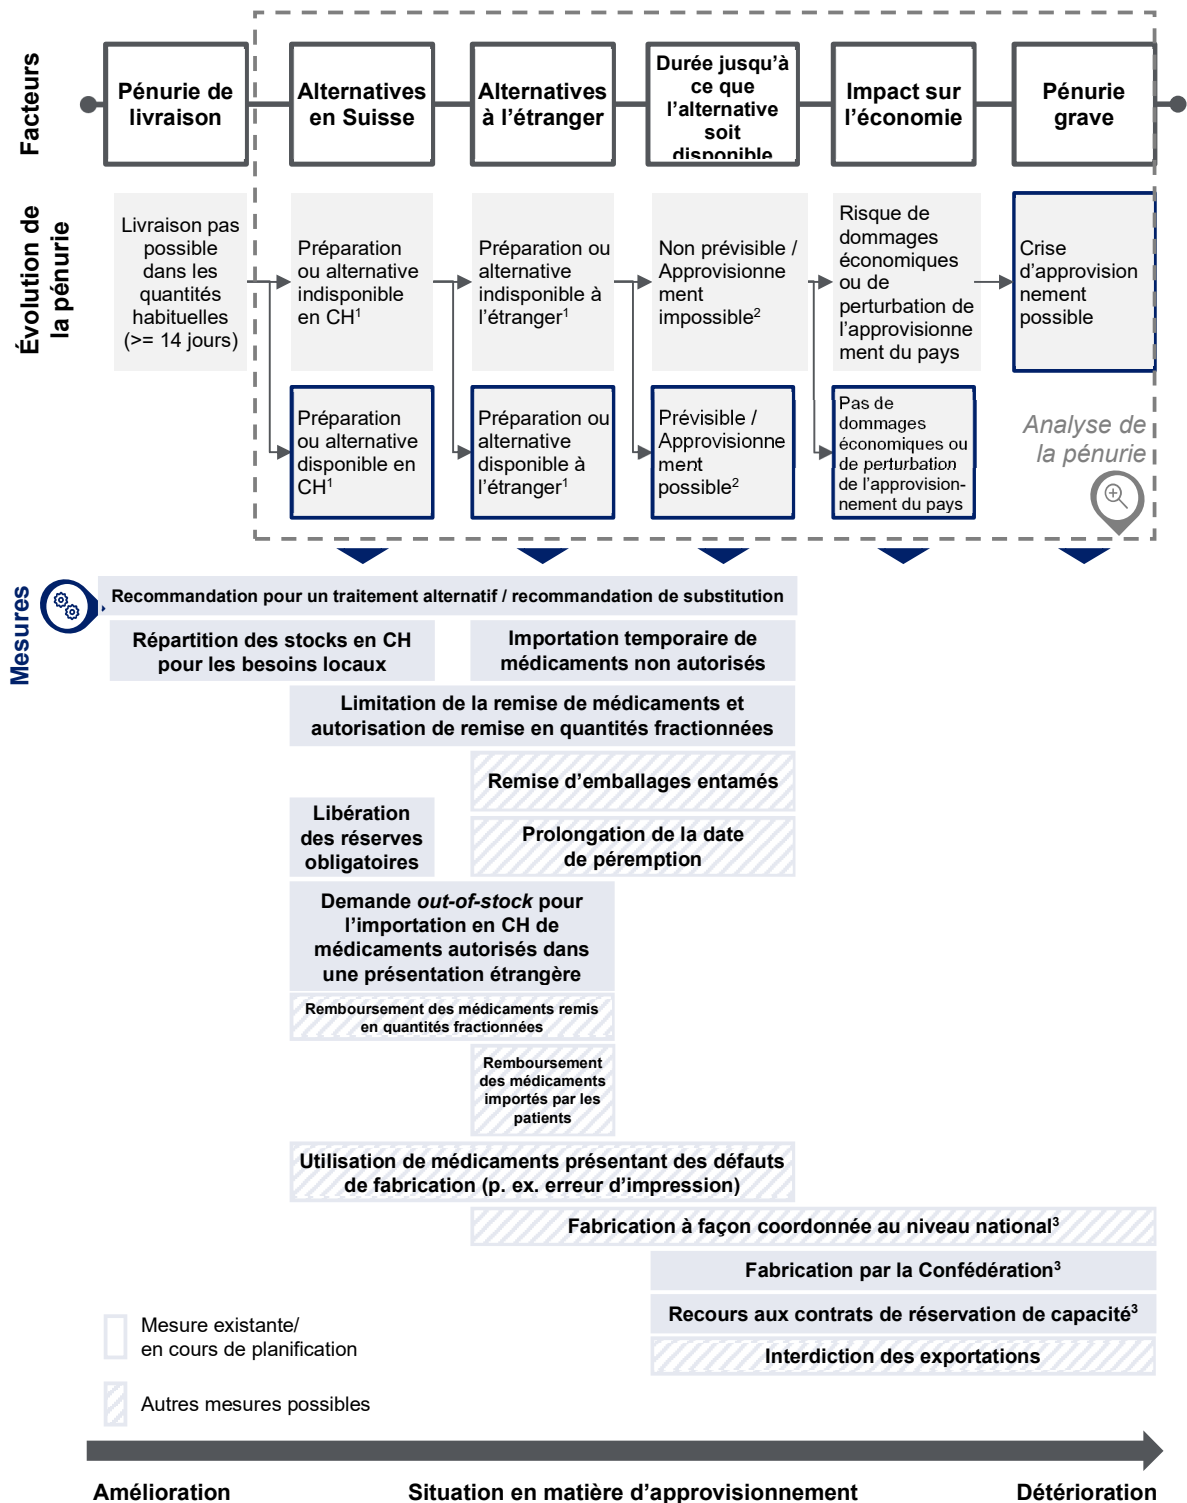 Facteurs
Pénurie de
livraison
Alternatives
en Suisse
Alternatives
à l'étranger
Durée jusqu'à
ce que
l'alternative
soit
disponible
Impact sur
l'économie
Pénurie
grave
Évolution de
la pénurie
Livraison pas
possible
dans les
quantités
habituelles
(>= 14 jours)
Préparation
ou alternative
indisponible
en CH¹
Préparation ou
alternative
indisponible à
l'étranger¹
Non prévisible /
Approvisionne
ment
impossible²
Risque de
dommages
économiques
ou de
perturbation de
l'approvisionne
ment du pays
Crise
d'approvision
nement
possible
Préparation
ou alternative
disponible en
CH¹
Préparation ou
alternative
disponible à
l'étranger¹
Prévisible /
Approvisionne
ment
possible²
Pas de
dommages
économiques ou
de perturbation
de l'approvision-
nement du pays
Analyse de
la pénurie
Mesures
Recommandation pour un traitement alternatif / recommandation de substitution
Répartition des stocks en CH
pour les besoins locaux
Importation temporaire de
médicaments non autorisés
Limitation de la remise de médicaments et
autorisation de remise en quantités fractionnées
Remise d'emballages entamés
Libération
des réserves
obligatoires
Prolongation de la date
de péremption
Demande out-of-stock pour
l'importation en CH de
médicaments autorisés dans
une présentation étrangère
Remboursement des médicaments remis
en quantités fractionnées
Remboursement
des médicaments
importés par les
patients
Utilisation de médicaments présentant des défauts
de fabrication (p. ex. erreur d'impression)
Fabrication à façon coordonnée au niveau national³
Fabrication par la Confédération³
Recours aux contrats de réservation de capacité³
Interdiction des exportations
Mesure existante/
en cours de planification
Autres mesures possibles
Amélioration
Situation en matière d'approvisionnement
Détérioration